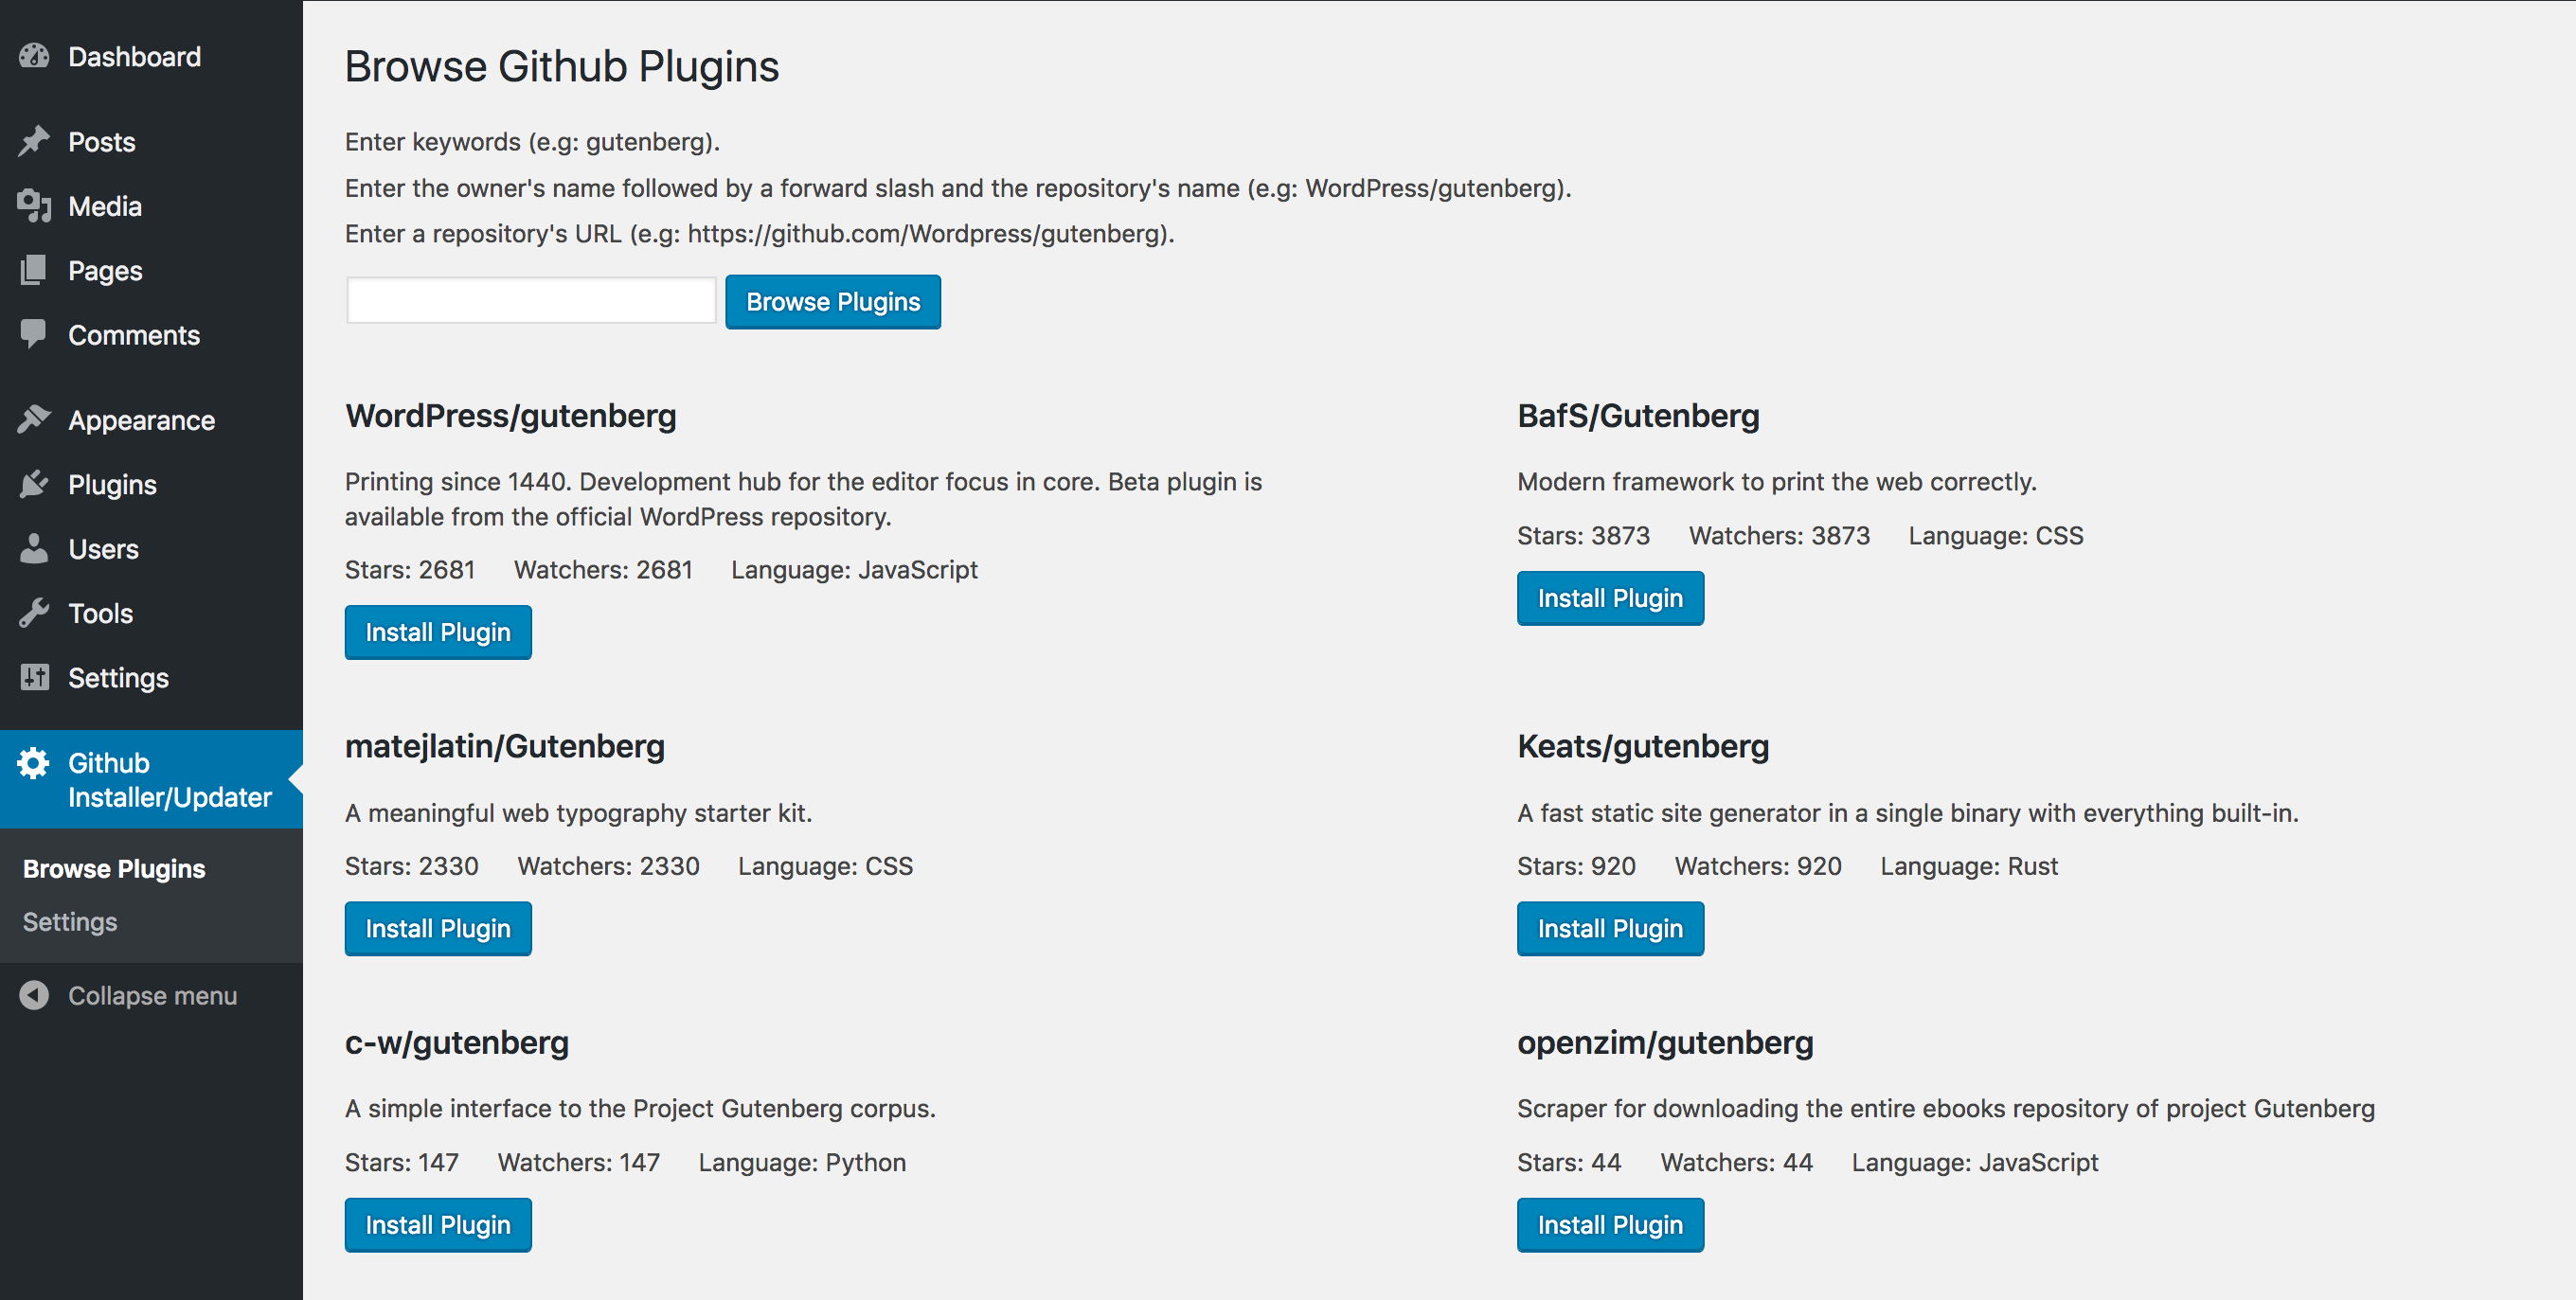 Dashboard
Posts
Media
Pages
Comments
Appearance
Plugins
Users
Tools
Settings
Github
Installer/Updater
Browse Plugins
Settings
Collapse menu
Browse Github Plugins
Enter keywords (e.g: gutenberg).
Enter the owner's name followed by a forward slash and the repository's name (e.g: WordPress/gutenberg).
Enter a repository's URL (e.g: https://github.com/Wordpress/gutenberg).
Browse Plugins
WordPress/gutenberg
Printing since 1440. Development hub for the editor focus in core. Beta plugin is
available from the official WordPress repository.
Stars: 2681 Watchers: 2681 Language: JavaScript
Install Plugin
BafS/Gutenberg
Modern framework to print the web correctly.
Stars: 3873 Watchers: 3873 Language: CSS
Install Plugin
matejlatin/Gutenberg
A meaningful web typography starter kit.
Stars: 2330 Watchers: 2330 Language: CSS
Install Plugin
Keats/gutenberg
A fast static site generator in a single binary with everything built-in.
Stars: 920 Watchers: 920 Language: Rust
Install Plugin
c-w/gutenberg
A simple interface to the Project Gutenberg corpus.
Stars: 147 Watchers: 147 Language: Python
Install Plugin
openzim/gutenberg
Scraper for downloading the entire ebooks repository of project Gutenberg
Stars: 44 Watchers: 44 Language: JavaScript
Install Plugin